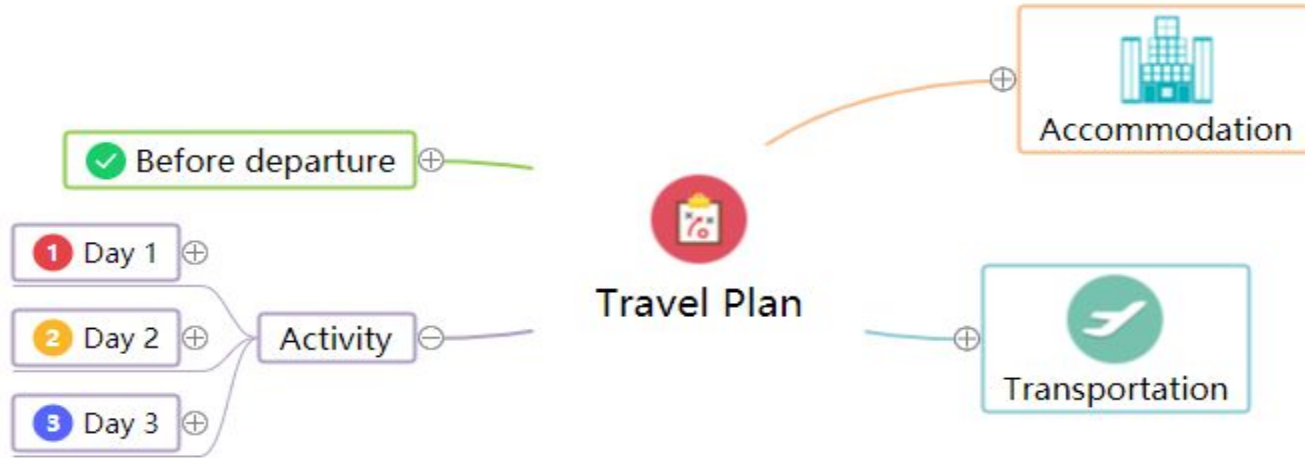 Accommodation
Before departure
1 Day 1
2 Day 2
3 Day 3
Activity
Travel Plan
Transportation